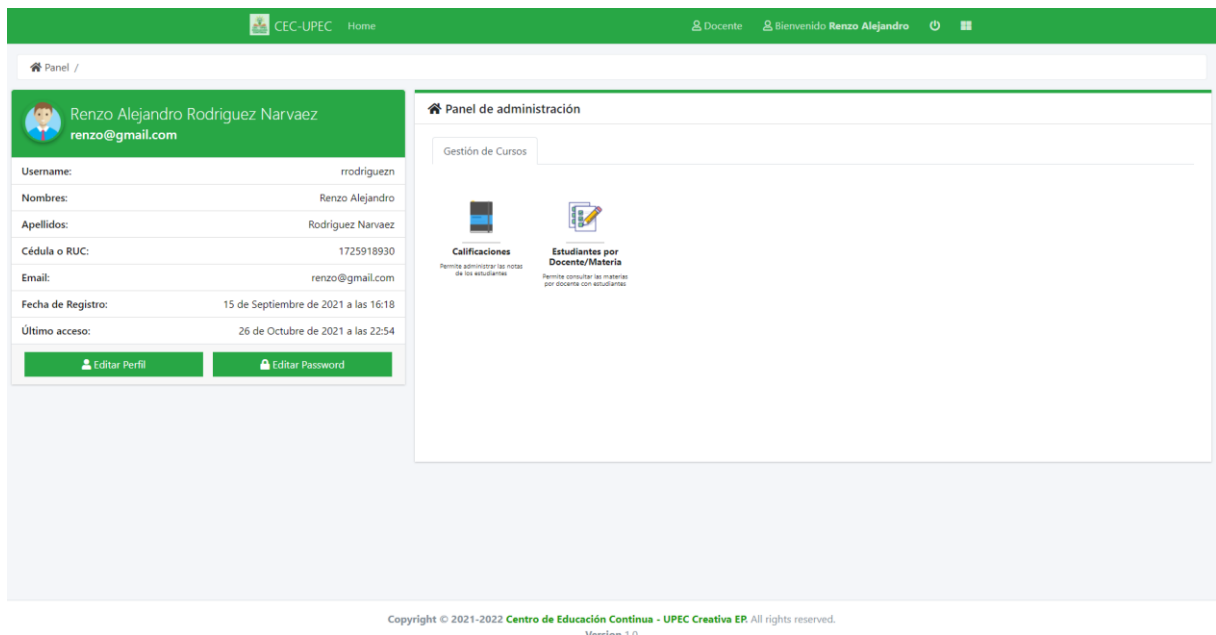 CEC-UPEC Home Docente Bienvenido Renzo Alejandro
Panel /
Renzo Alejandro Rodriguez Narvaez
renzo@gmail.com
Username: rrodriguezn
Nombres: Renzo Alejandro
Apellidos: Rodriguez Narvaez
Cédula o RUC: 1725918930
Email: renzo@gmail.com
Fecha de Registro: 15 de Septiembre de 2021 a las 16:18
Último acceso: 26 de Octubre de 2021 a las 22:54
Editar Perfil Editar Password
Panel de administración
Gestión de Cursos
Calificaciones
Permite administrar las notas
de los estudiantes
Estudiantes por
Docente/Materia
Permite consultar las materias
por docente con estudiantes
Copyright © 2021-2022 Centro de Educación Continua - UPEC Creativa EP. All rights reserved.
Version 1.0